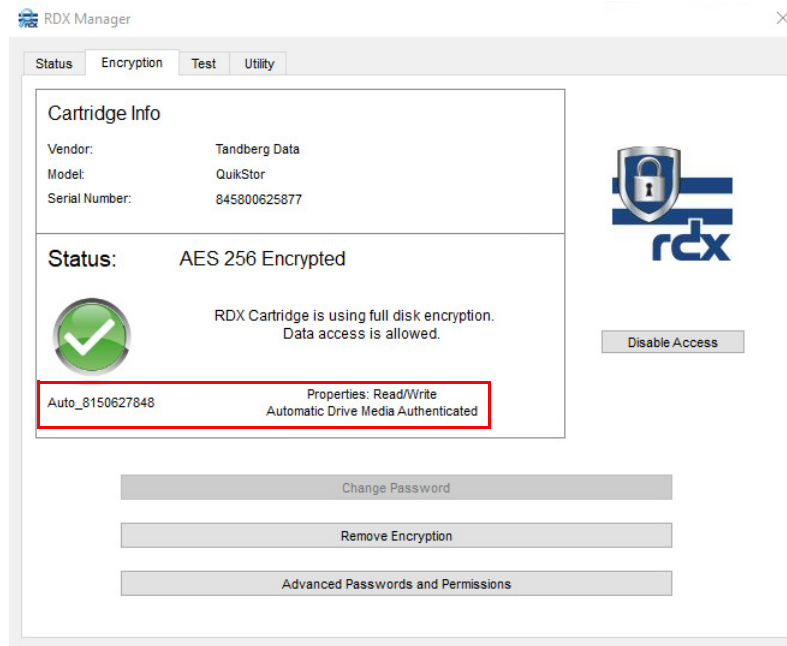 RDX Manager
Status Encryption Test Utility
Cartridge Info
Vendor: Tandberg Data
Model: QuikStor
Serial Number: 845800625877
Status: AES 256 Encrypted
RDX Cartridge is using full disk encryption.
Data access is allowed.
Auto_8150627848
Properties: Read/Write
Automatic Drive Media Authenticated
rdx
Disable Access
Change Password
Remove Encryption
Advanced Passwords and Permissions